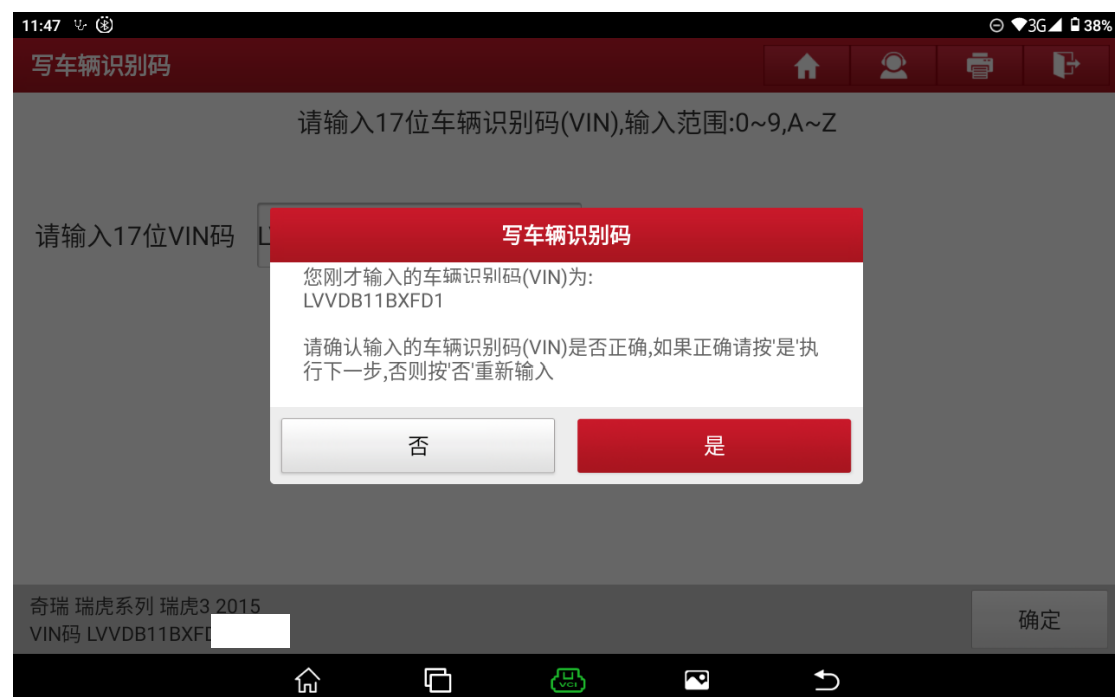 11:47
3G 38%
写车辆识别码
请输入17位车辆识别码(VIN),输入范围:0~9,A~Z
请输入17位VIN码 L
写车辆识别码
您刚才输入的车辆识别码(VIN)为:
LVVDB11BXFD1
请确认输入的车辆识别码(VIN)是否正确,如果正确请按'是'执
行下一步,否则按'否'重新输入
否
是
奇瑞 瑞虎系列 瑞虎3 2015
VIN码 LVVDB11BXFD
确定
VCI